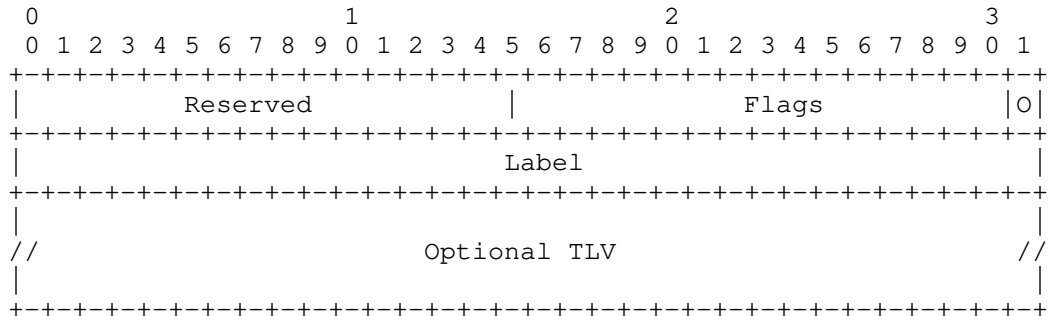 0                   1                   2                   3
0 1 2 3 4 5 6 7 8 9 0 1 2 3 4 5 6 7 8 9 0 1 2 3 4 5 6 7 8 9 0 1
+-+-+-+-+-+-+-+-+-+-+-+-+-+-+-+-+-+-+-+-+-+-+-+-+-+-+-+-+-+-+-+-+
|          Reserved             |             Flags           |O|
+-+-+-+-+-+-+-+-+-+-+-+-+-+-+-+-+-+-+-+-+-+-+-+-+-+-+-+-+-+-+-+-+
|                              Label                            |
+-+-+-+-+-+-+-+-+-+-+-+-+-+-+-+-+-+-+-+-+-+-+-+-+-+-+-+-+-+-+-+-+
|                                                               |
//                        Optional TLV                         //
|                                                               |
+-+-+-+-+-+-+-+-+-+-+-+-+-+-+-+-+-+-+-+-+-+-+-+-+-+-+-+-+-+-+-+-+